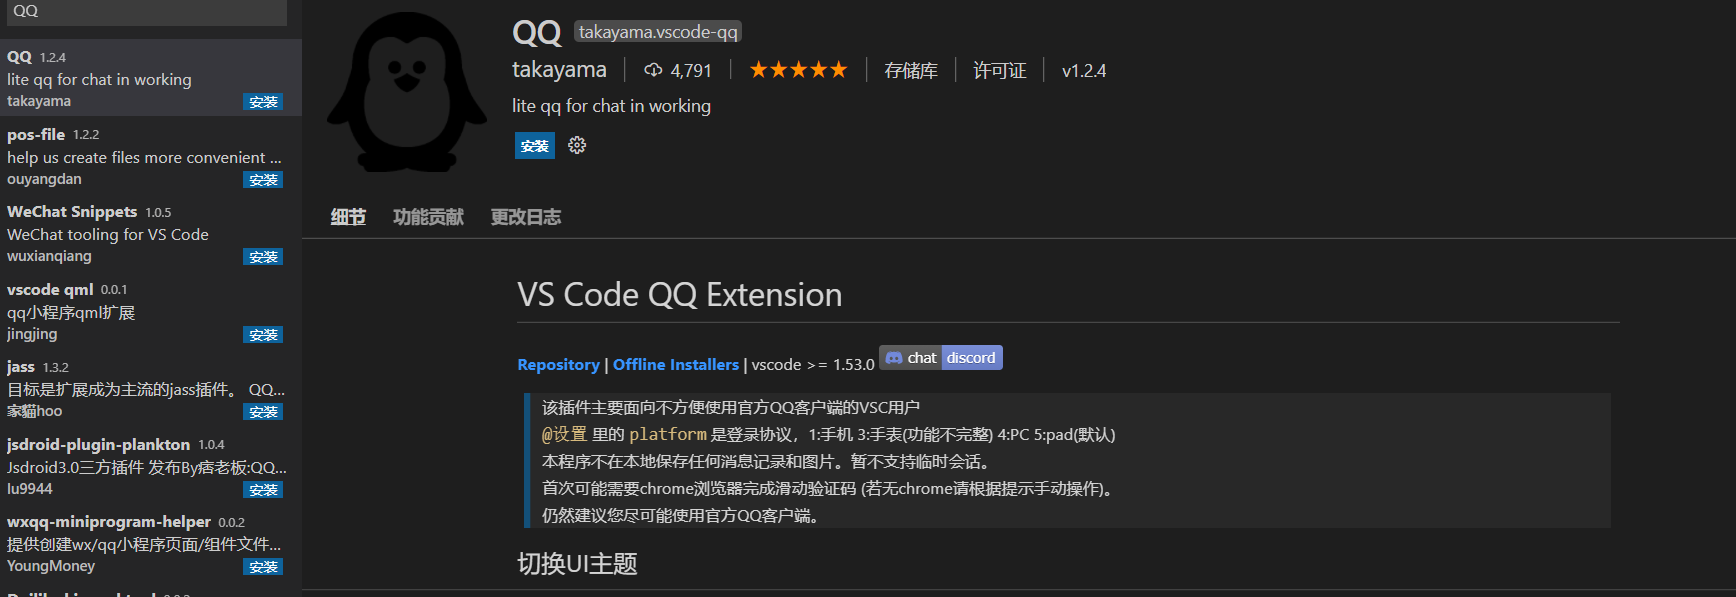 QQ
QQ 1.2.4
lite qq for chat in working
takayama 安装
pos-file 1.2.2
help us create files more convenient ...
ouyangdan 安装
WeChat Snippets 1.0.5
WeChat tooling for VS Code
wuxianqiang 安装
vscode qml 0.0.1
qq小程序qml扩展
jingjing 安装
jass 1.3.2
目标是扩展成为主流的jass插件。 QQ...
家貓hoo 安装
jsdroid-plugin-plankton 1.0.4
Jsdroid3.0三方插件 发布By痞老板:QQ...
lu9944 安装
wxqq-miniprogram-helper 0.0.2
提供创建wx/qq小程序页面/组件文件...
YoungMoney 安装
QQ takayama.vscode-qq
takayama 4,791 存储库 许可证 v1.2.4
lite qq for chat in working
安装
细节 功能贡献 更改日志
VS Code QQ Extension
Repository | Offline Installers | vscode >= 1.53.0 chat discord
该插件主要面向不方便使用官方QQ客户端的VSC用户
@设置 里的 platform 是登录协议，1:手机 3:手表(功能不完整) 4:PC 5:pad(默认)
本程序不在本地保存任何消息记录和图片。暂不支持临时会话。
首次可能需要chrome浏览器完成滑动验证码 (若无chrome请根据提示手动操作)。
仍然建议您尽可能使用官方QQ客户端。
切换UI主题